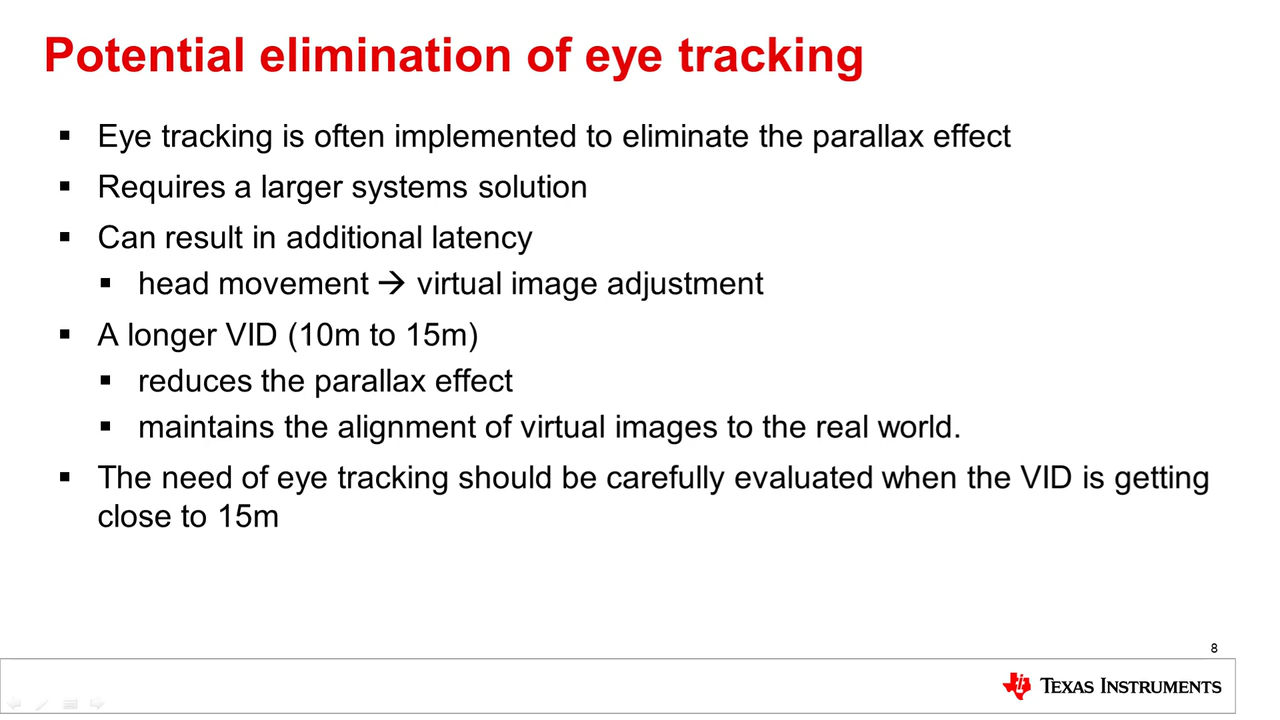 Potential elimination of eye tracking
▪ Eye tracking is often implemented to eliminate the parallax effect
▪ Requires a larger systems solution
▪ Can result in additional latency
▪ head movement → virtual image adjustment
▪ A longer VID (10m to 15m)
▪ reduces the parallax effect
▪ maintains the alignment of virtual images to the real world.
▪ The need of eye tracking should be carefully evaluated when the VID is getting
close to 15m
8
TEXAS INSTRUMENTS